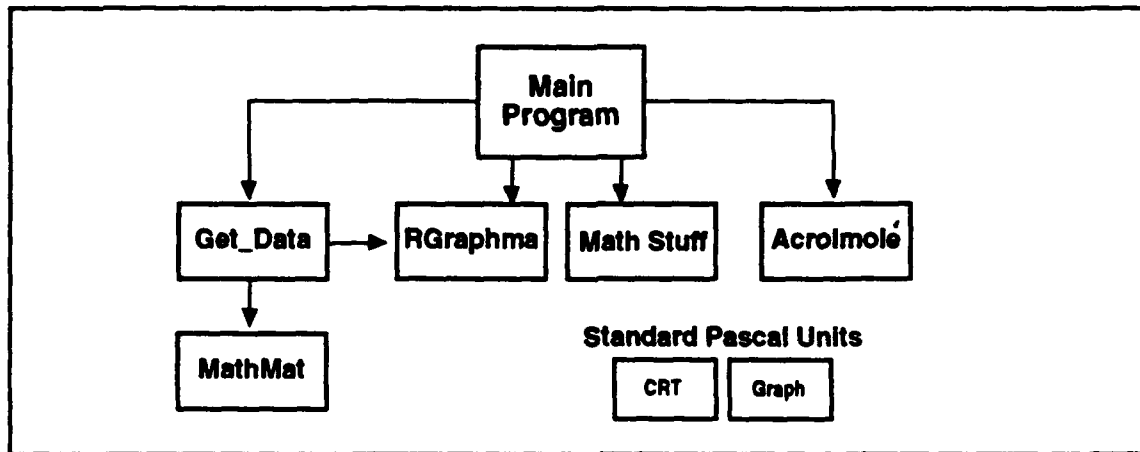 Main
Program
Get_Data
RGraphma
Math Stuff
Acrolmolé
MathMat
Standard Pascal Units
CRT
Graph